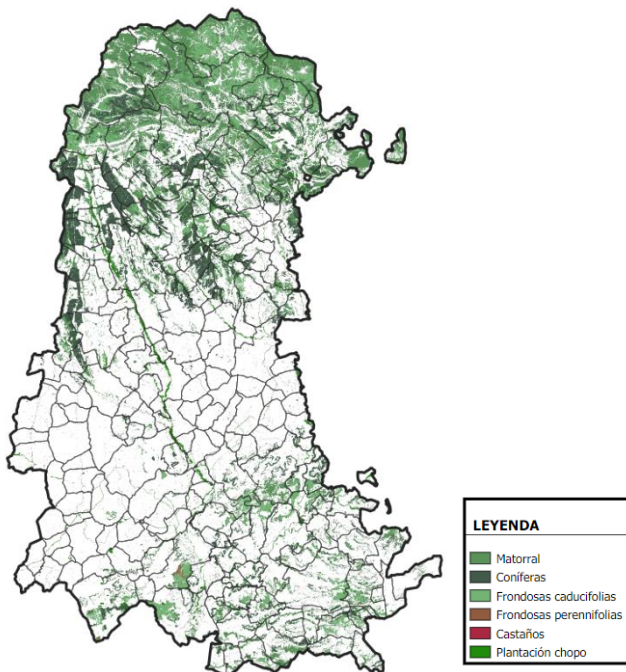 LEYENDA
Matorral
Coníferas
Frondosas caducifolias
Frondosas perennifolias
Castaños
Plantación chopo